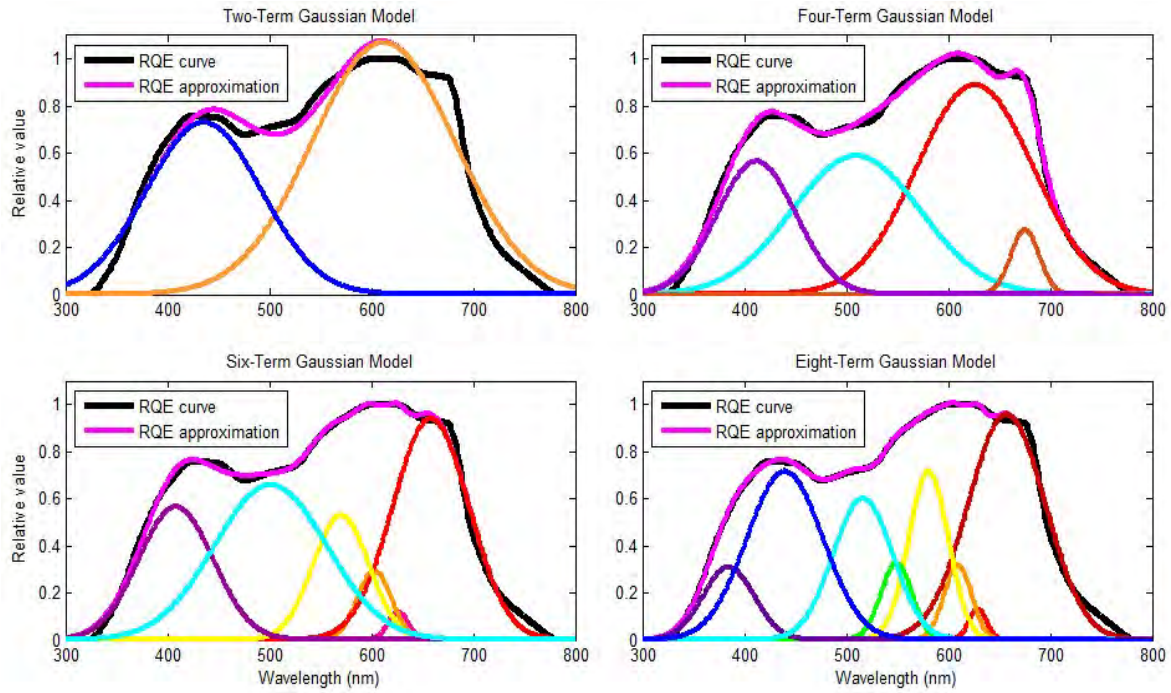 Two-Term Gaussian Model
RQE curve
RQE approximation
Relative value
1
0.8
0.6
0.4
0.2
0
300 400 500 600 700 800
Four-Term Gaussian Model
RQE curve
RQE approximation
1
0.8
0.6
0.4
0.2
0
300 400 500 600 700 800
Six-Term Gaussian Model
RQE curve
RQE approximation
Relative value
1
0.8
0.6
0.4
0.2
0
300 400 500 600 700 800
Wavelength (nm)
Eight-Term Gaussian Model
RQE curve
RQE approximation
1
0.8
0.6
0.4
0.2
0
300 400 500 600 700 800
Wavelength (nm)